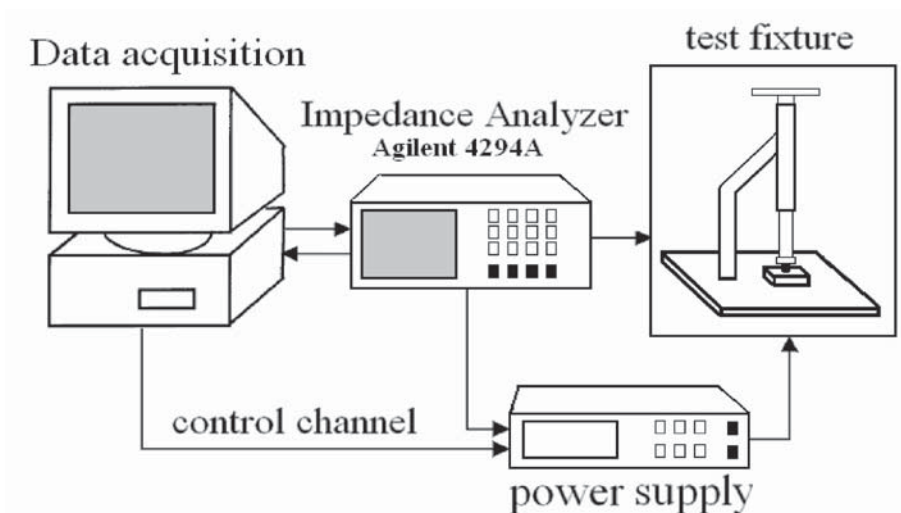 test fixture
Data acquisition
Impedance Analyzer
Agilent 4294A
control channel
power supply